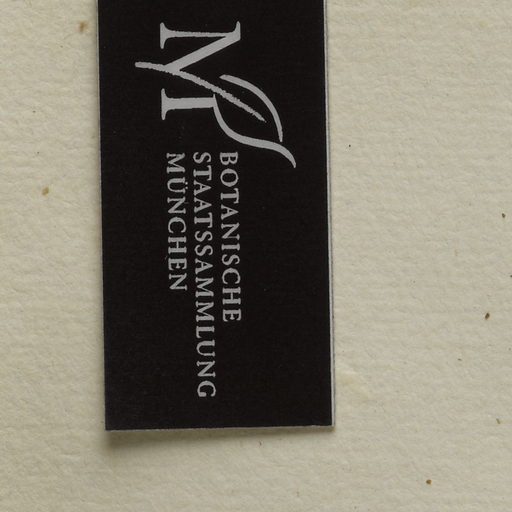 M
BOTANISCHE
STAATSSAMMLUNG
MÜNCHEN